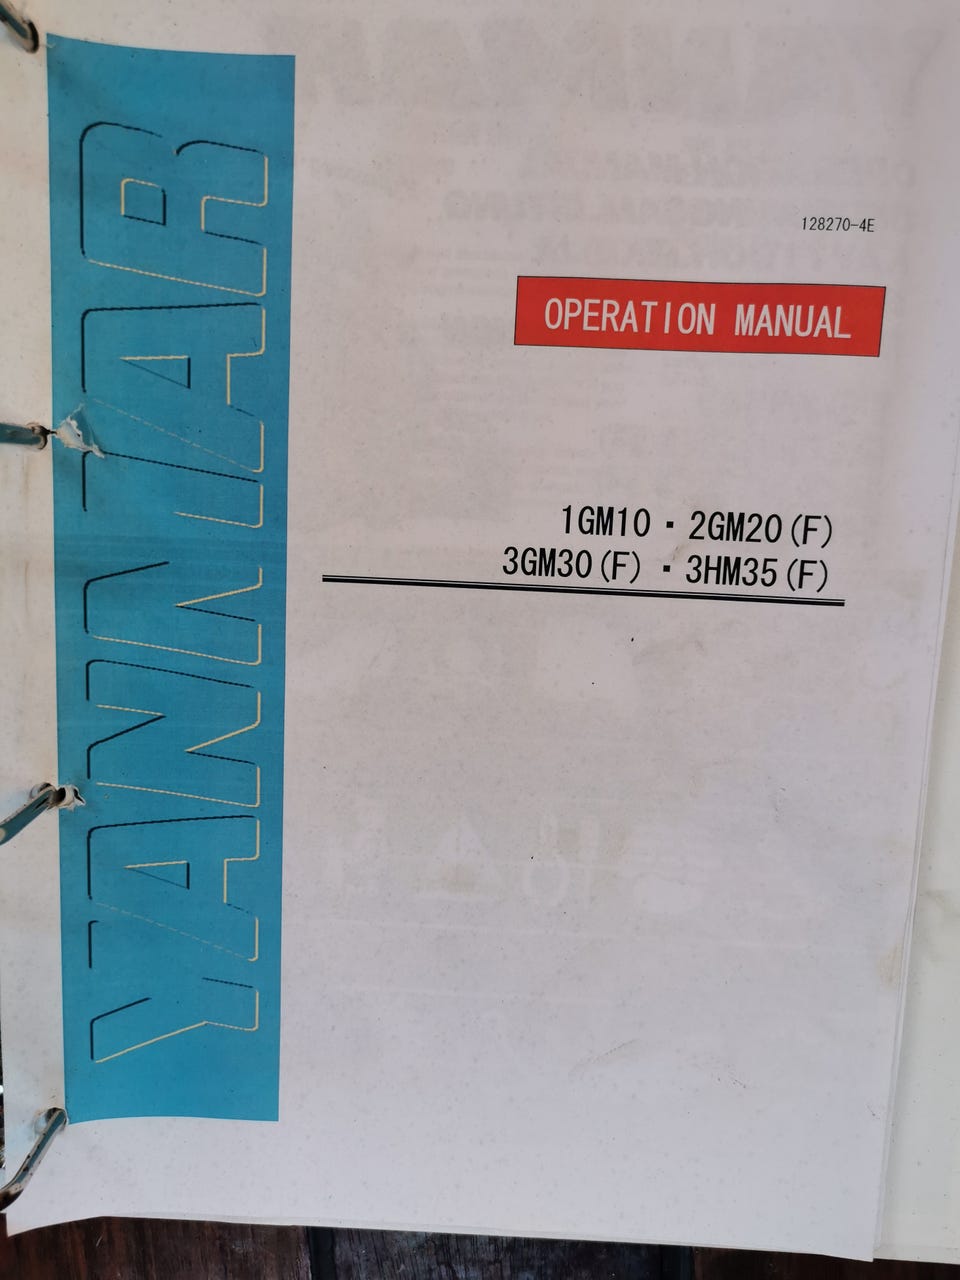 YANMAR
128270-4E
OPERATION MANUAL
1GM10 · 2GM20(F)
3GM30(F) · 3HM35(F)